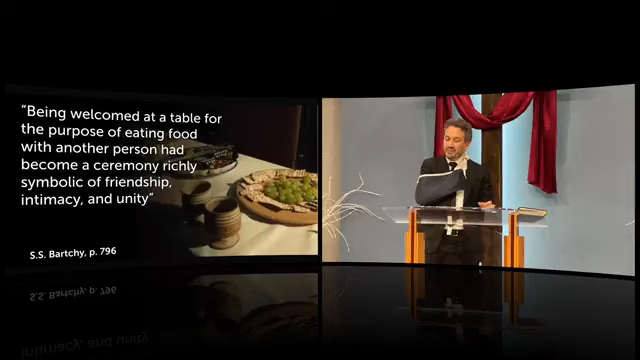 “Being welcomed at a table for
the purpose of eating food
with another person had
become a ceremony richly
symbolic of friendship,
intimacy, and unity”
S.S. Bartchy, p. 796